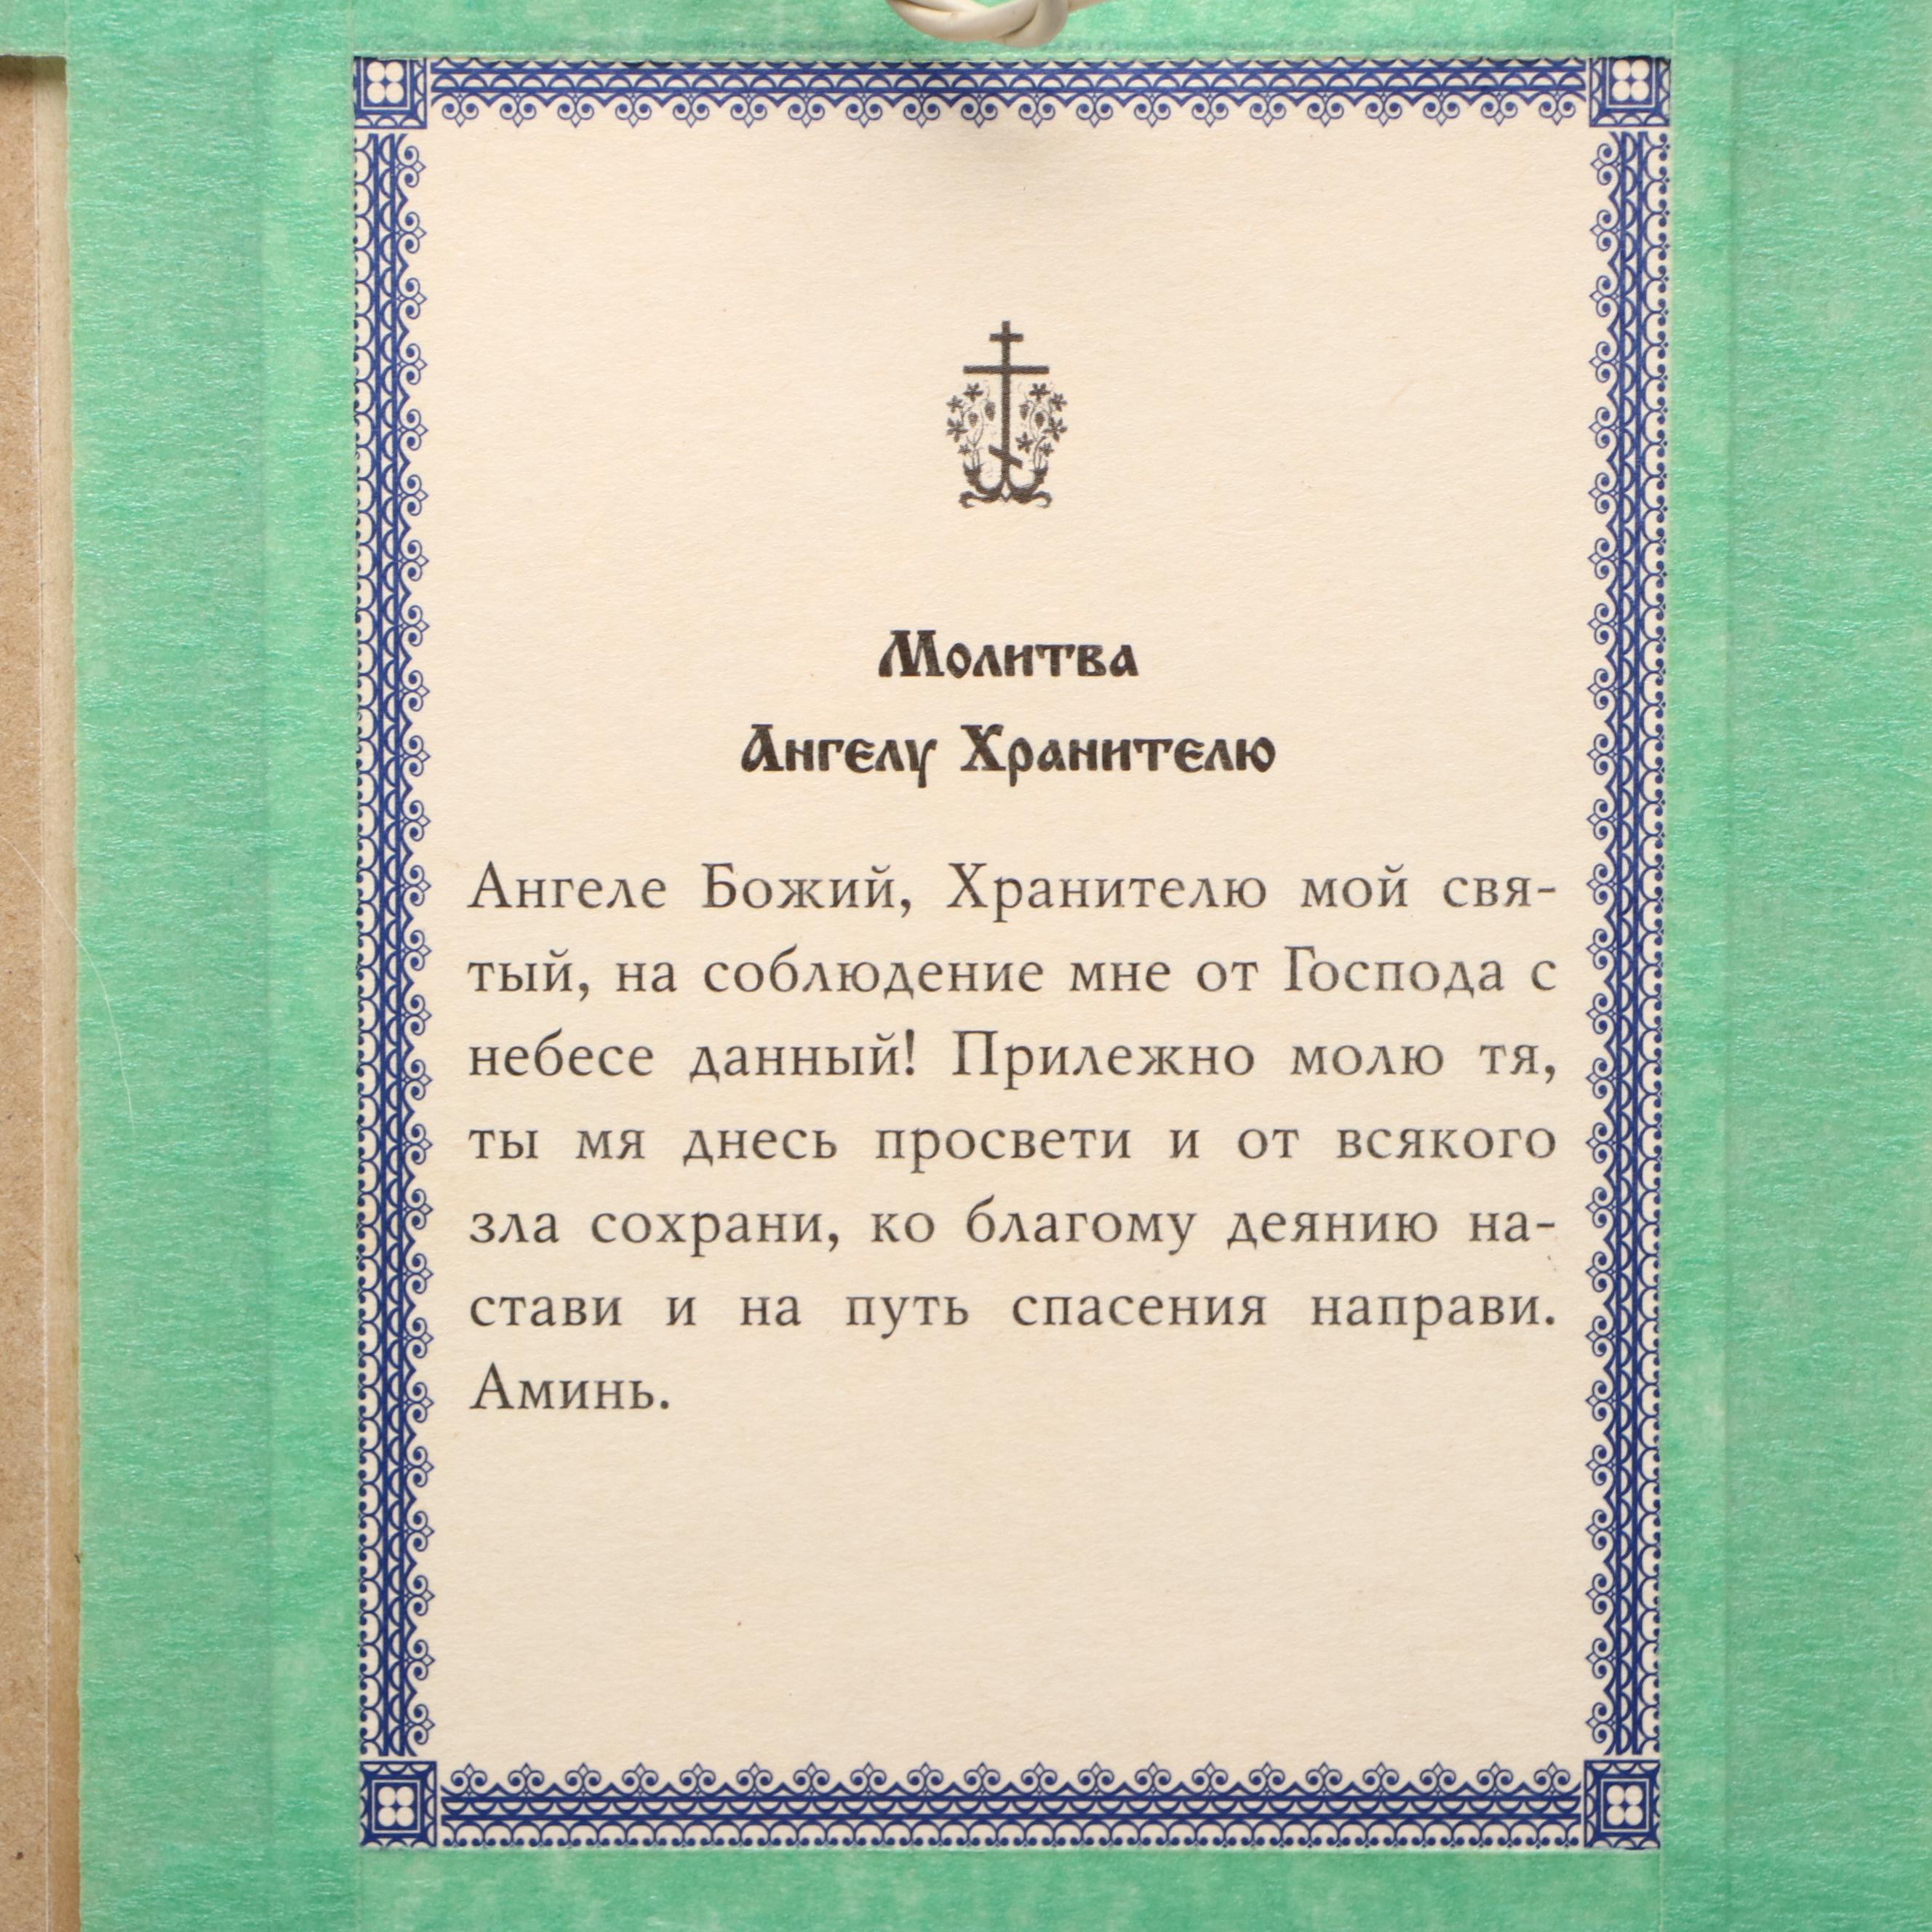 Молитва
Ангелу Хранителю
Ангеле Божий, Хранителю мой свя-
тый, на соблюдение мне от Господа с
небесе данный! Прилежно молю тя,
ты мя днесь просвети и от всякого
зла сохрани, ко благому деянию на-
стави и на путь спасения направи.
Аминь.